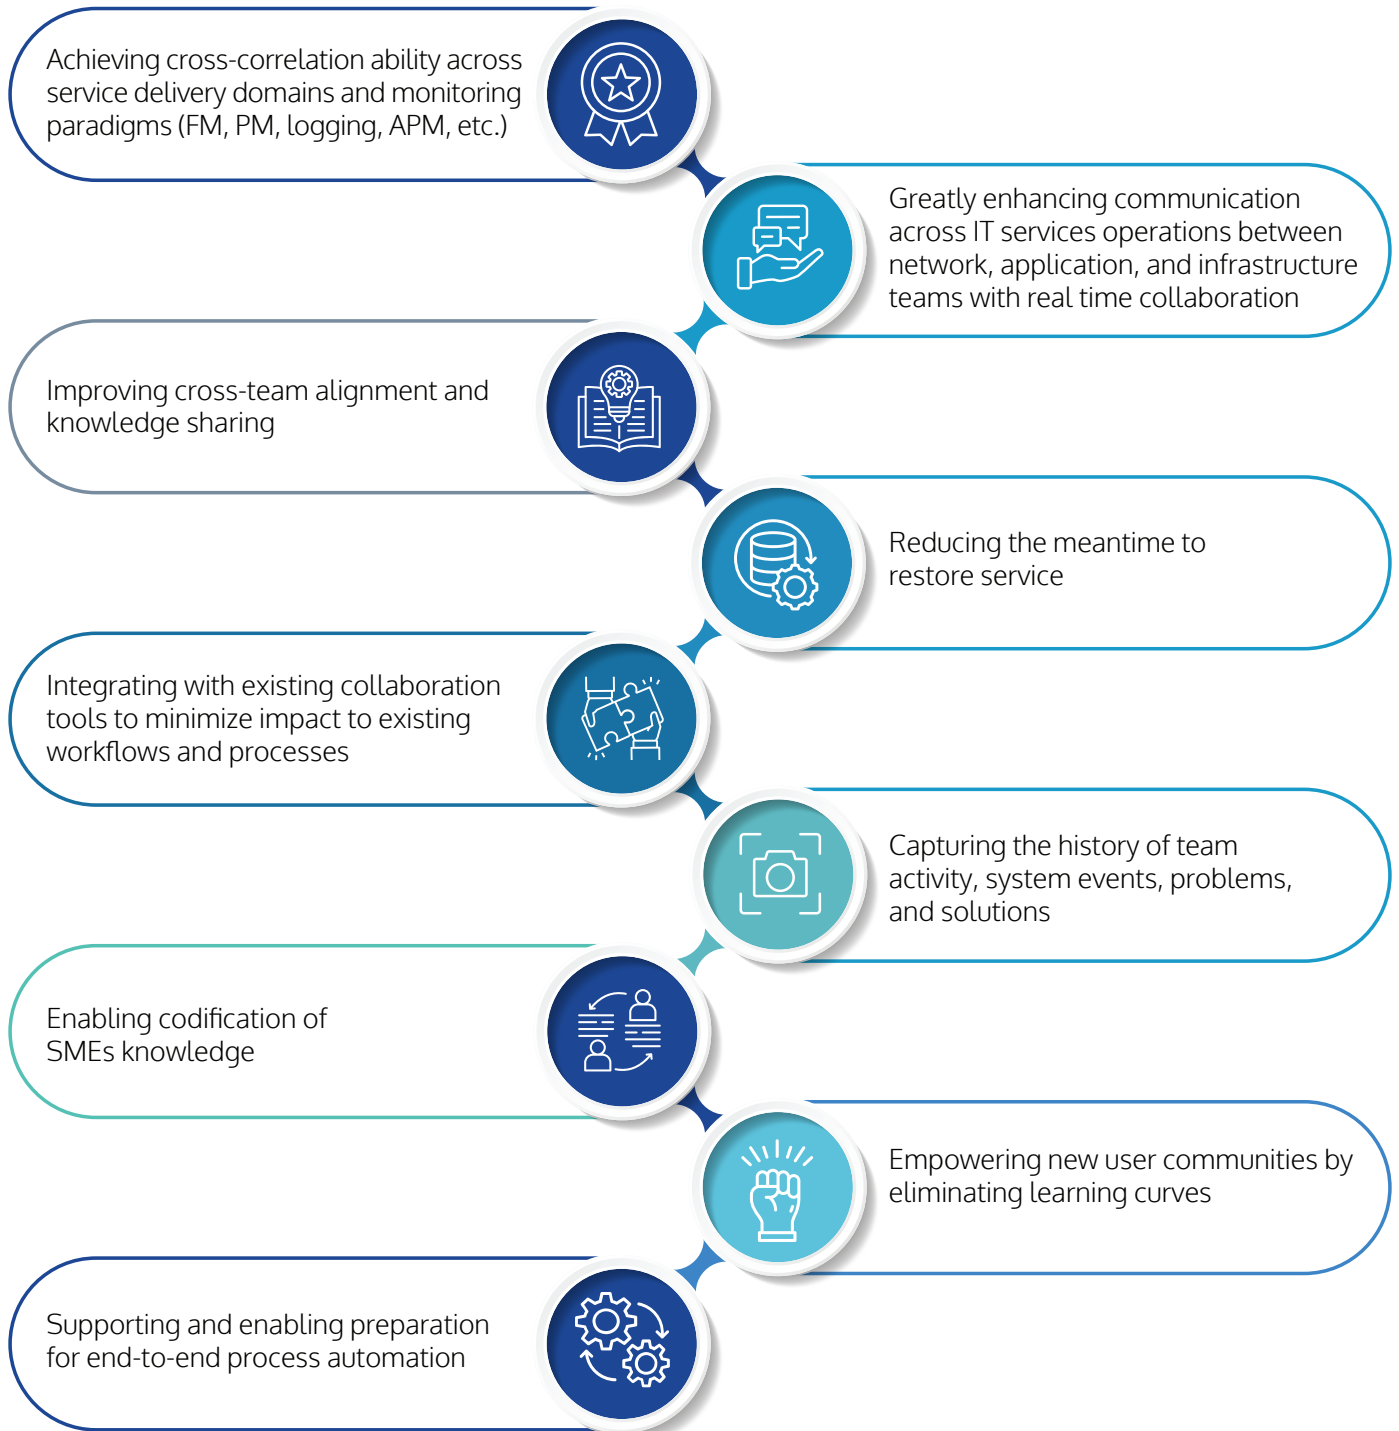 Achieving cross-correlation ability across
service delivery domains and monitoring
paradigms (FM, PM, logging, APM, etc.)
Greatly enhancing communication
across IT services operations between
network, application, and infrastructure
teams with real time collaboration
Improving cross-team alignment and
knowledge sharing
Reducing the meantime to
restore service
Integrating with existing collaboration
tools to minimize impact to existing
workflows and processes
Capturing the history of team
activity, system events, problems,
and solutions
Enabling codification of
SMEs knowledge
Empowering new user communities by
eliminating learning curves
Supporting and enabling preparation
for end-to-end process automation